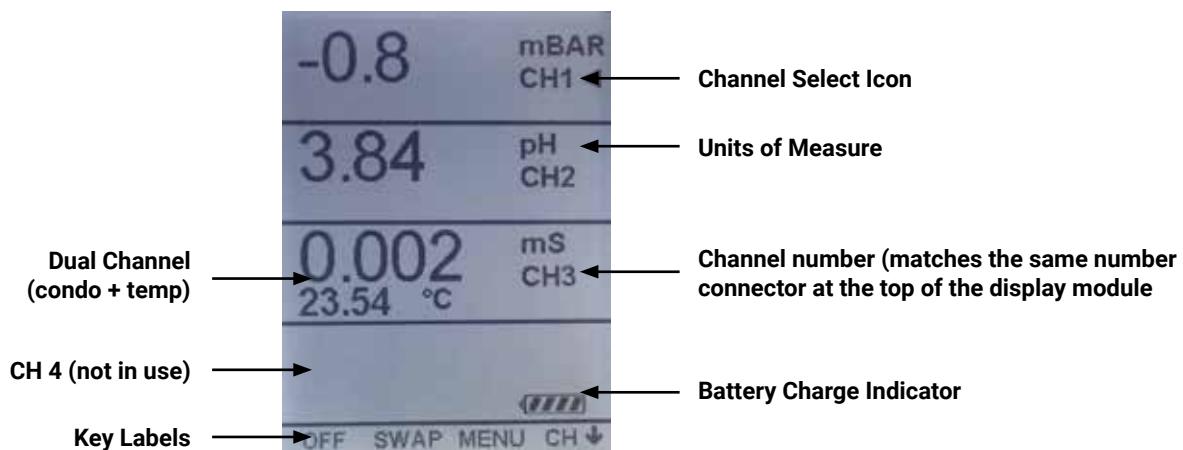 -0.8 mBAR
CH1
Channel Select Icon
3.84 pH
CH2
Units of Measure
0.002 mS
CH3
23.54 °C
Dual Channel
(condo + temp)
Channel number (matches the same number
connector at the top of the display module
CH 4 (not in use)
Battery Charge Indicator
Key Labels
OFF SWAP MENU CH